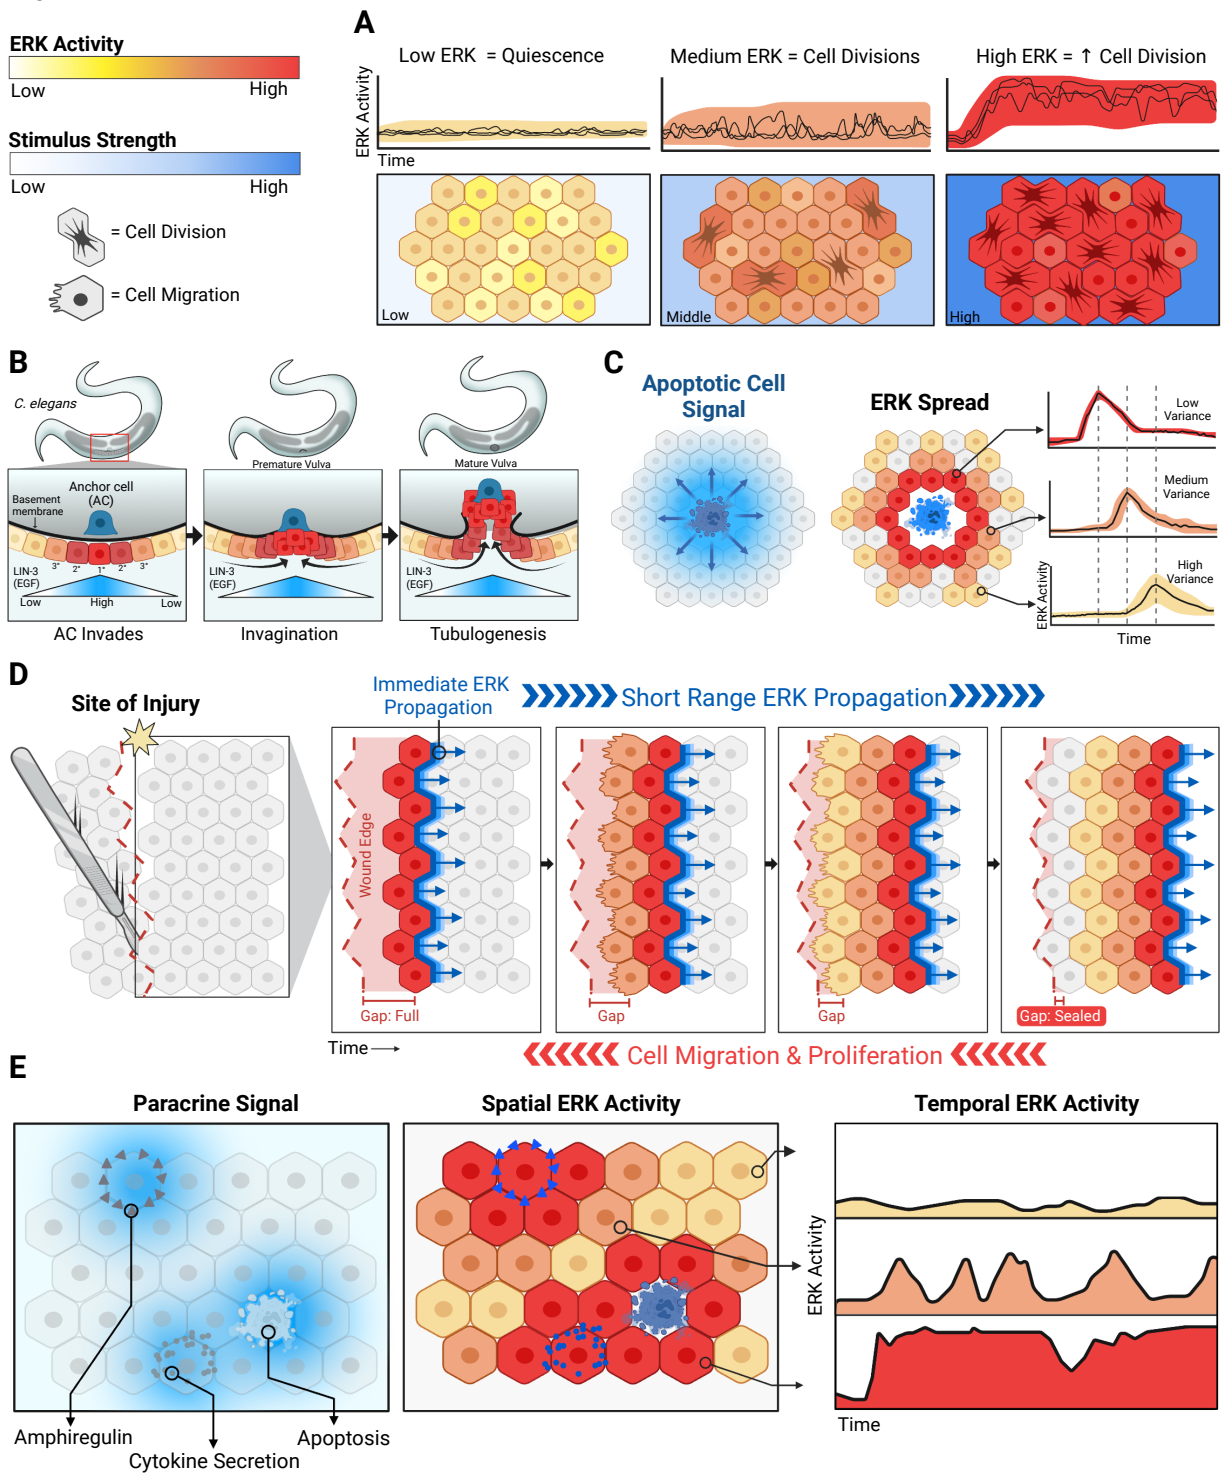 ERK Activity
Low
High
Stimulus Strength
Low
High
= Cell Division
= Cell Migration
A
Low ERK = Quiescence
Medium ERK = Cell Divisions
High ERK = ↑ Cell Division
ERK Activity
Time
Low
Middle
High
B
C. elegans
Premature Vulva
Mature Vulva
Anchor cell
(AC)
Basement
membrane
3°
2°
1°
2°
3°
LIN-3
(EGF)
Low
High
Low
LIN-3
(EGF)
LIN-3
(EGF)
AC Invades
Invagination
Tubulogenesis
C
Apoptotic Cell
Signal
ERK Spread
Low
Variance
Medium
Variance
High
Variance
ERK Activity
Time
D
Site of Injury
Immediate ERK
Propagation
Short Range ERK Propagation
Wound Edge
Gap: Full
Gap
Gap
Gap: Sealed
Time
Cell Migration & Proliferation
E
Paracrine Signal
Spatial ERK Activity
Temporal ERK Activity
ERK Activity
Time
Amphiregulin
Cytokine Secretion
Apoptosis